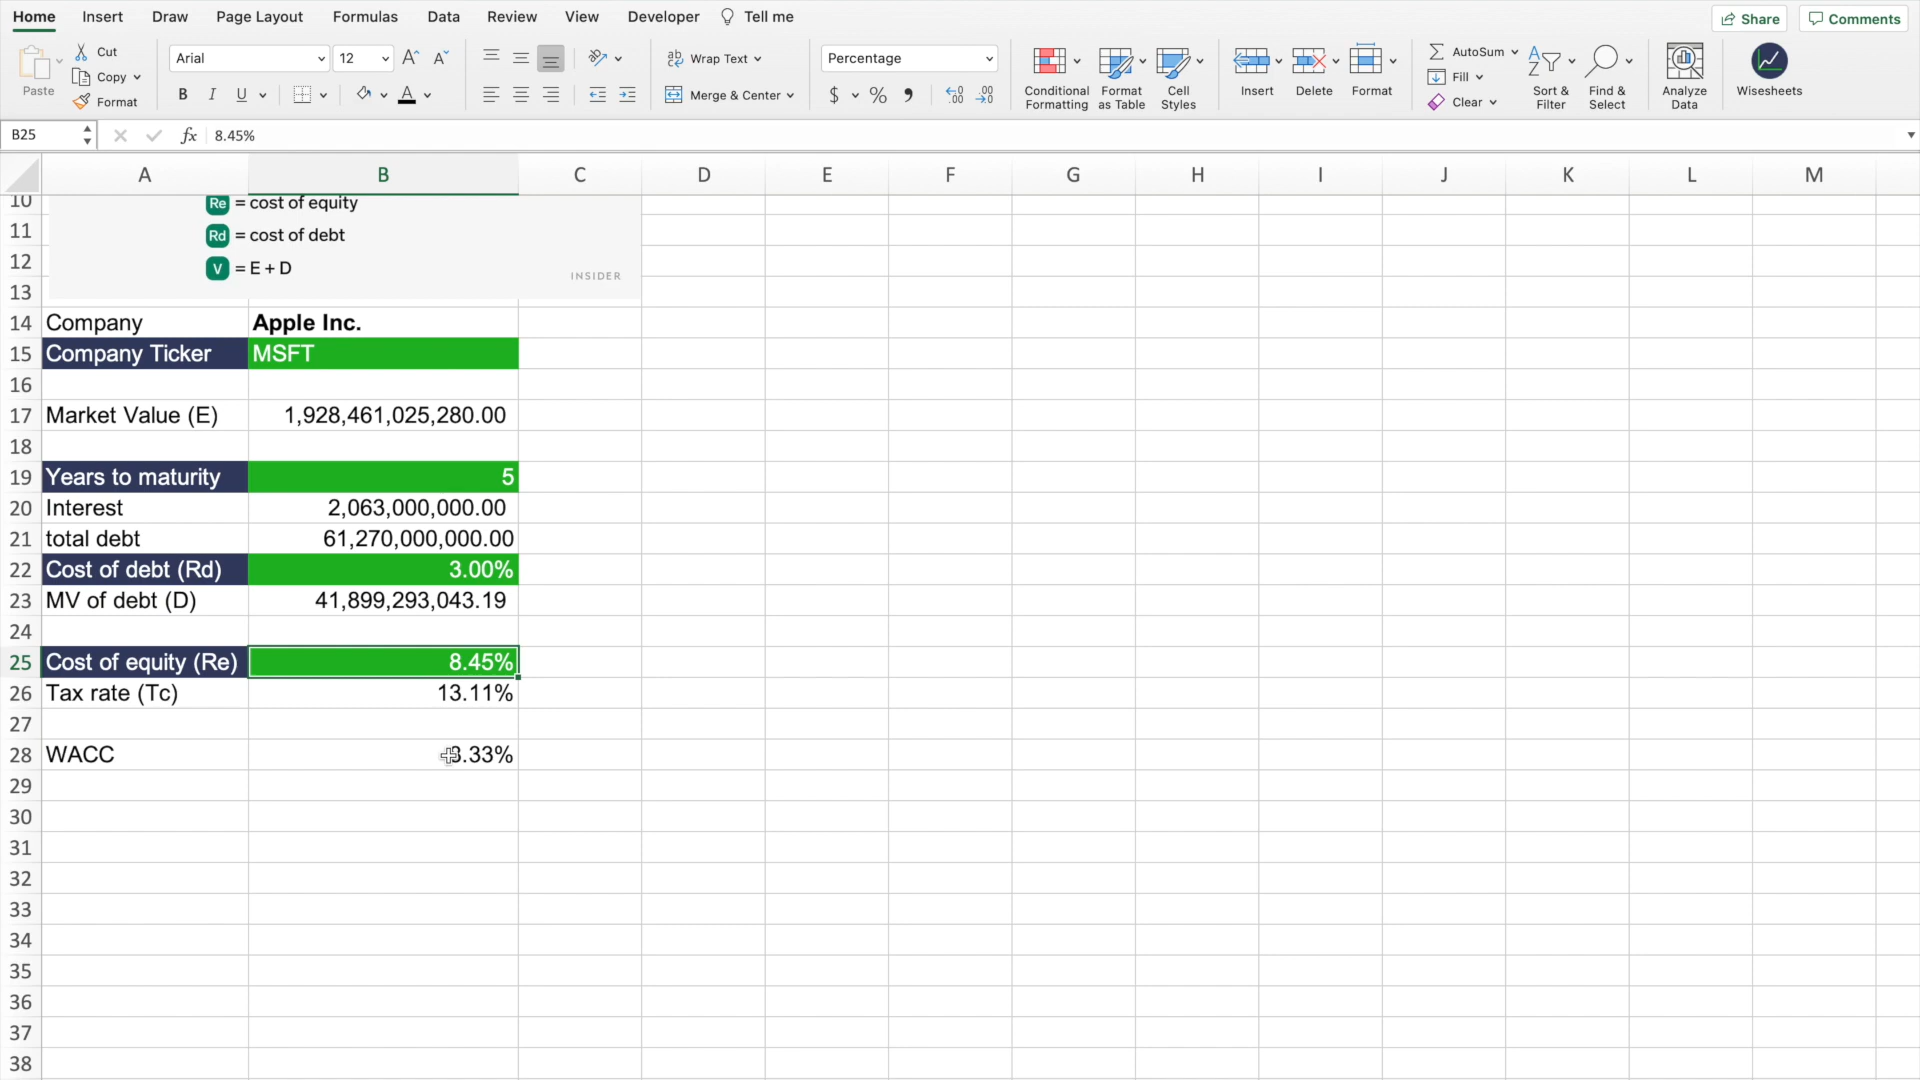 Home Insert Draw Page Layout Formulas Data Review View Developer Tell me Share Comments
Paste Cut Copy Format
Arial 12
B I U A
Wrap Text
Merge & Center
Percentage
$ % 9
Conditional Formatting
Format as Table
Cell Styles
Insert Delete Format
AutoSum
Fill
Clear
Sort & Filter
Find & Select
Analyze Data
Wisesheets
B25 fx 8.45%
A B C D E F G H I J K L M
10 Re = cost of equity
11 Rd = cost of debt
12 V = E + D
INSIDER
13
14 Company Apple Inc.
15 Company Ticker MSFT
16
17 Market Value (E) 1,928,461,025,280.00
18
19 Years to maturity 5
20 Interest 2,063,000,000.00
21 total debt 61,270,000,000.00
22 Cost of debt (Rd) 3.00%
23 MV of debt (D) 41,899,293,043.19
24
25 Cost of equity (Re) 8.45%
26 Tax rate (Tc) 13.11%
27
28 WACC .33%
29
30
31
32
33
34
35
36
37
38